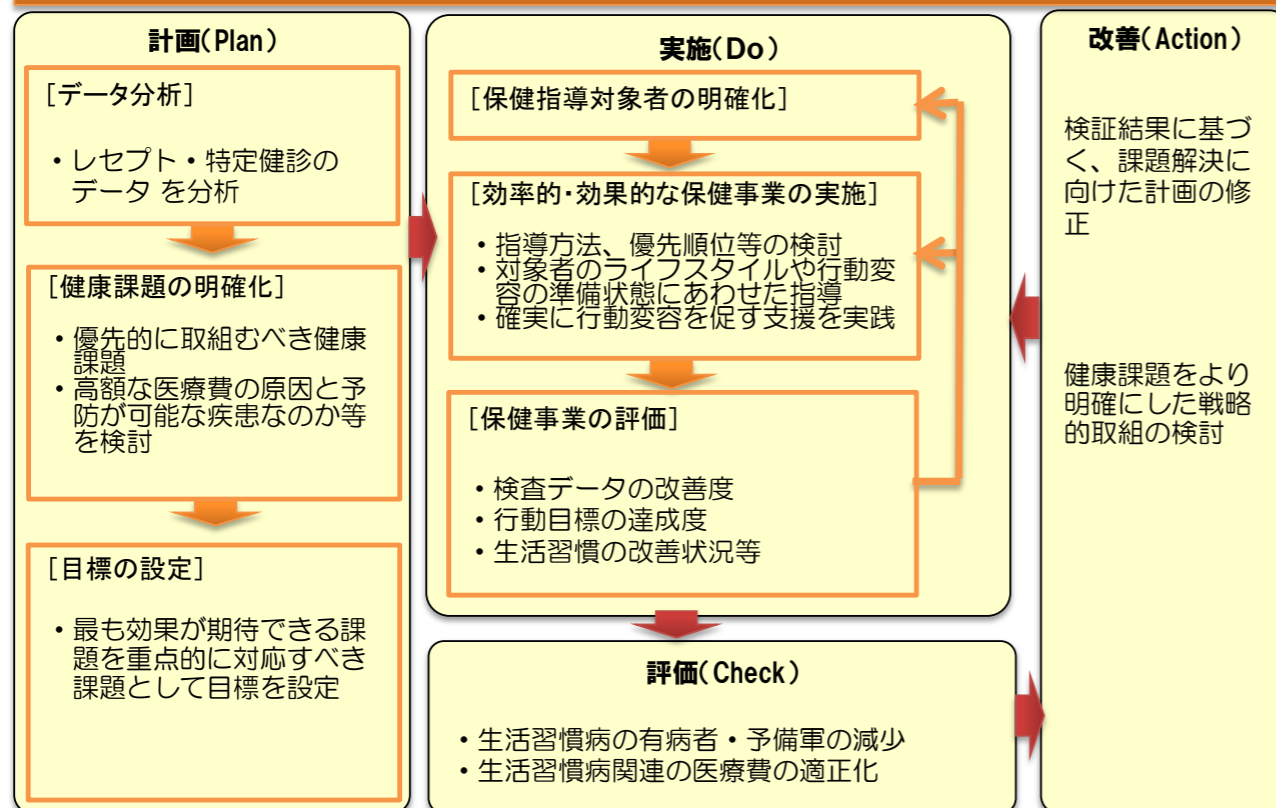 計画(Plan)
[データ分析]
・レセプト・特定健診の
データ を分析
[健康課題の明確化]
・優先的に取組むべき健康
課題
・高額な医療費の原因と予
防が可能な疾患なのか等
を検討
[目標の設定]
・最も効果が期待できる課
題を重点的に対応すべき
課題として目標を設定
実施(Do)
[保健指導対象者の明確化]
[効率的・効果的な保健事業の実施]
・指導方法、優先順位等の検討
・対象者のライフスタイルや行動変
容の準備状態にあわせた指導
・確実に行動変容を促す支援を実践
[保健事業の評価]
・検査データの改善度
・行動目標の達成度
・生活習慣の改善状況等
評価(Check)
・生活習慣病の有病者・予備軍の減少
・生活習慣病関連の医療費の適正化
改善(Action)
検証結果に基づ
く、課題解決に
向けた計画の修
正
健康課題をより
明確にした戦略
的取組の検討